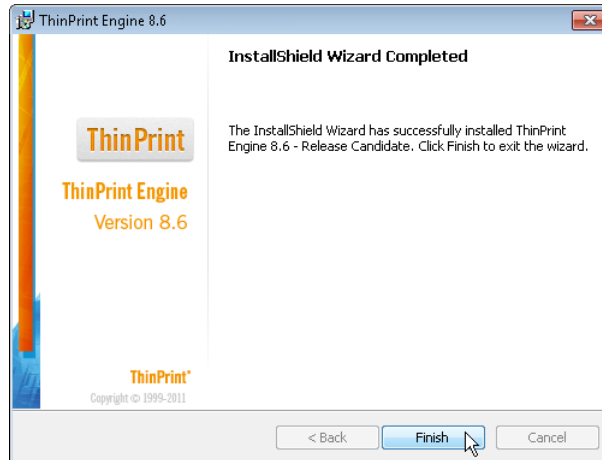 ThinPrint Engine 8.6
InstallShield Wizard Completed
ThinPrint
The InstallShield Wizard has successfully installed ThinPrint
Engine 8.6 - Release Candidate. Click Finish to exit the wizard.
ThinPrint Engine
Version 8.6
ThinPrint®
Copyright © 1999-2011
< Back
Finish
Cancel